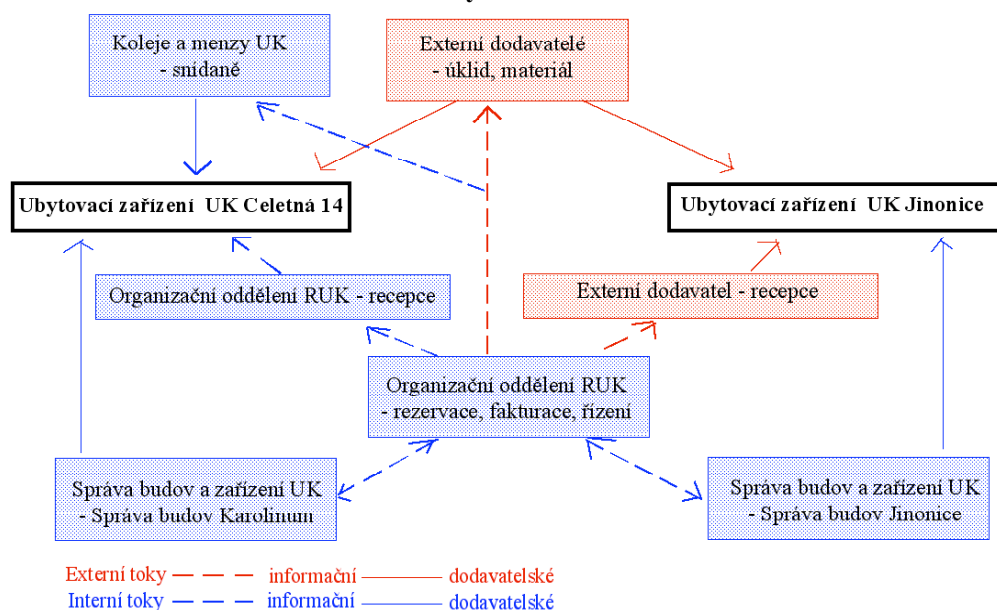 Koleje a menzy UK
- snídaně
Externí dodavatelé
- úklid, materiál
Ubytovací zařízení UK Celetná 14
Ubytovací zařízení UK Jinonice
Organizační oddělení RUK - recepce
Externí dodavatel - recepce
Organizační oddělení RUK
- rezervace, fakturace, řízení
Správa budov a zařízení UK
- Správa budov Karolinum
Správa budov a zařízení UK
- Správa budov Jinonice
Externí toky informační dodavatelské
Interní toky informační dodavatelské